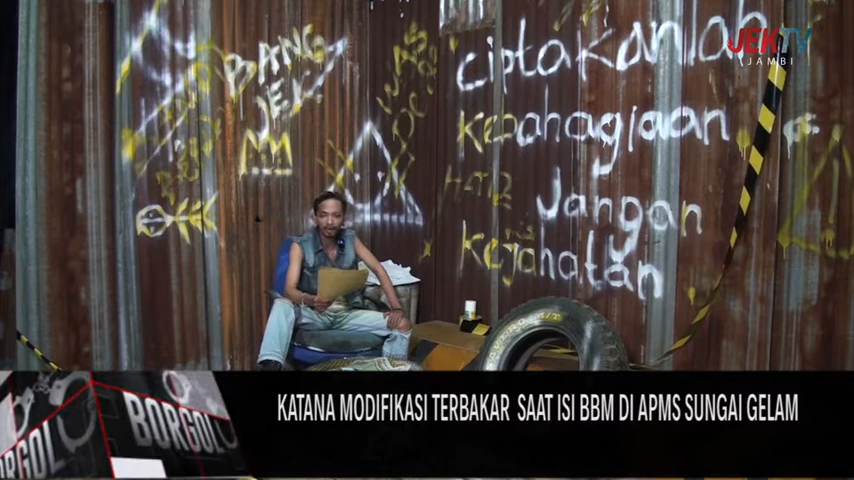 JEKTV
JAMBI
BANG
JEK
Ciptakanlah
kebahagiaan
Jangan
kejahatan
BORGOL
BORGOL
KATANA MODIFIKASI TERBAKAR SAAT ISI BBM DI APMS SUNGAI GELAM